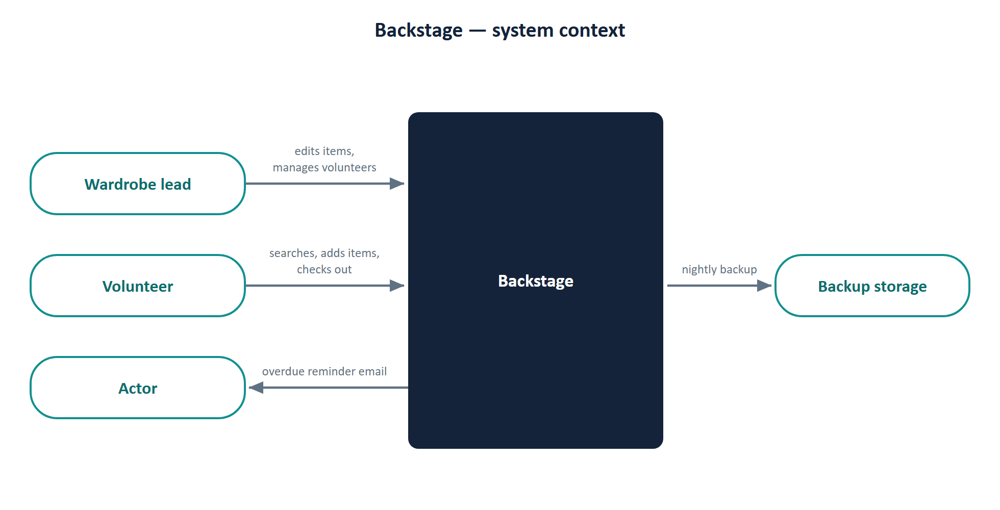 Backstage — system context
edits items,
manages volunteers
Wardrobe lead
searches, adds items,
checks out
Volunteer
overdue reminder email
Actor
Backstage
nightly backup
Backup storage